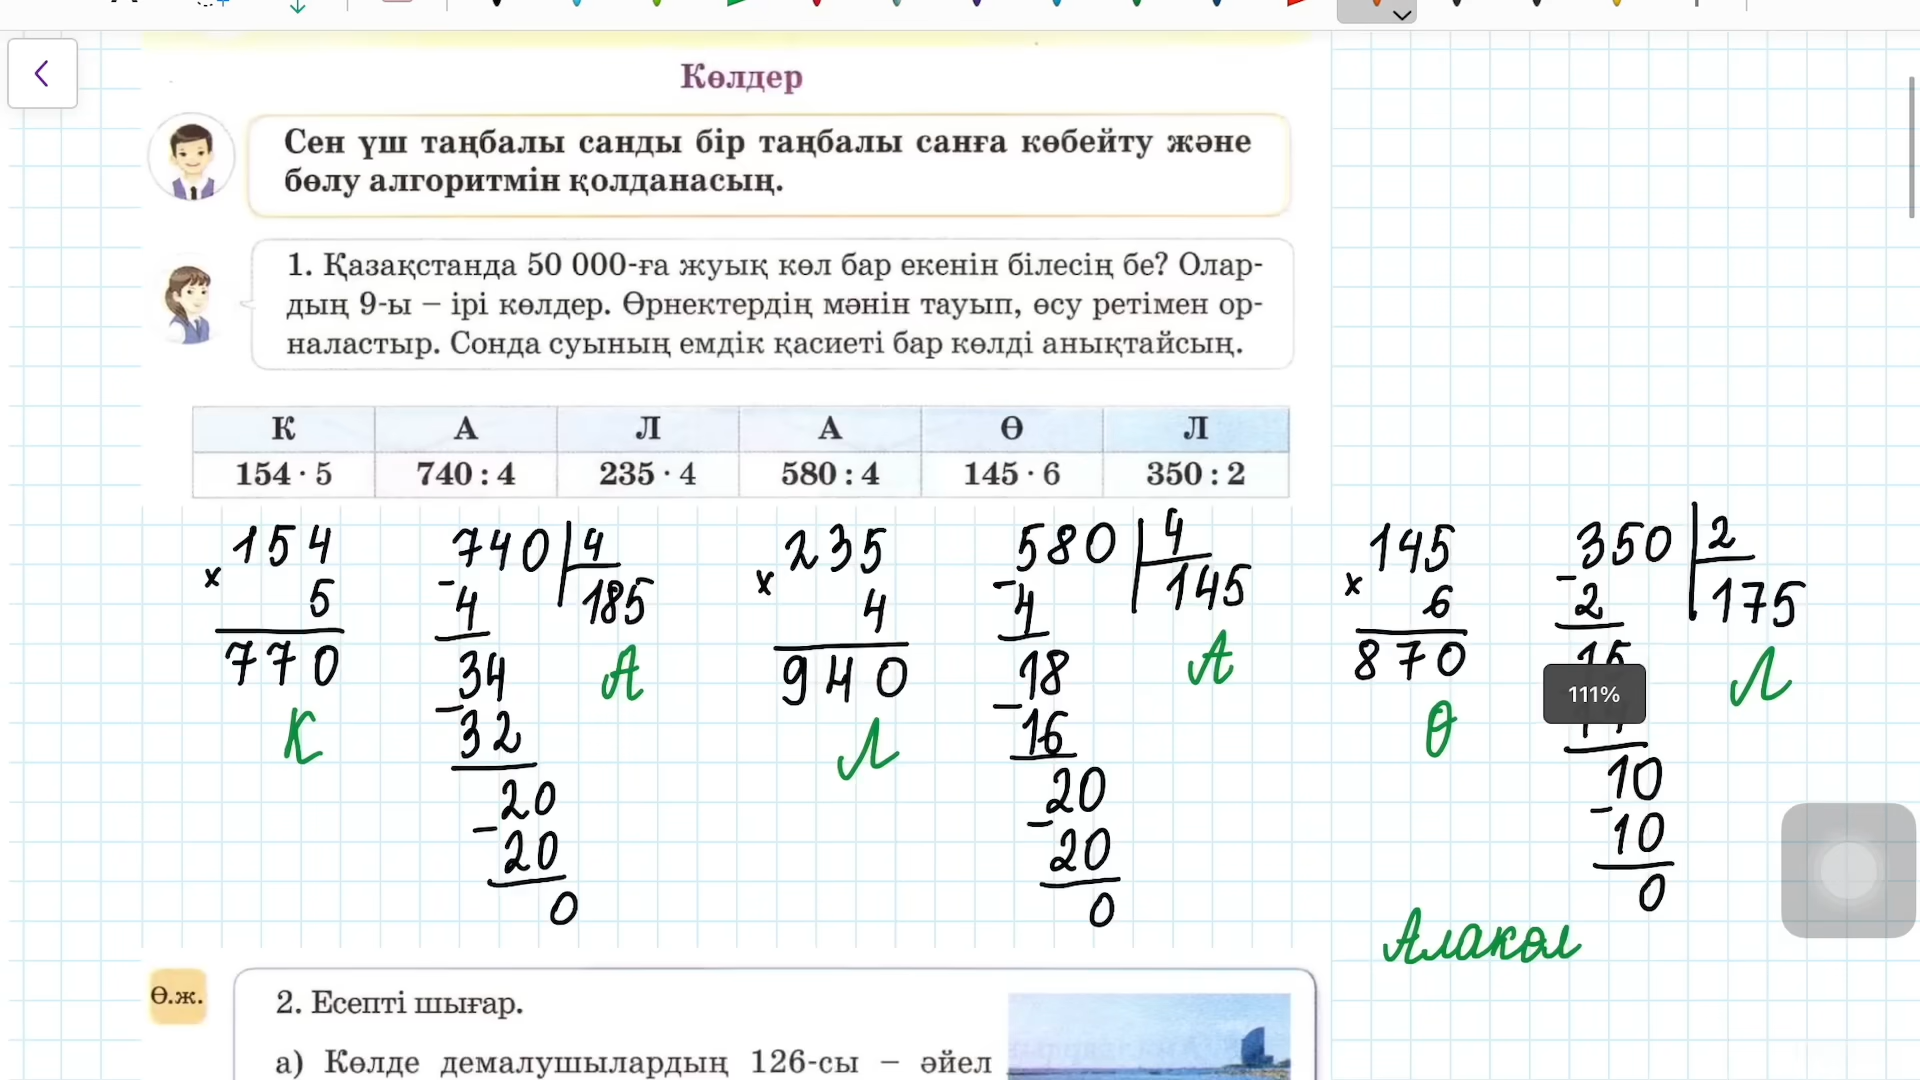 Көлдер
Сен үш таңбалы санды бір таңбалы санға көбейту және
бөлу алгоритмін қолданасың.
1. Қазақстанда 50 000-ға жуық көл бар екенін білесің бе? Олар-
дың 9-ы – ірі көлдер. Өрнектердің мәнін тауып, өсу ретімен ор-
наластыр. Сонда суының емдік қасиеті бар көлді анықтайсың.
К А Л А Ө Л
154 · 5 740 : 4 235 · 4 580 : 4 145 · 6 350 : 2
154
× 5
770
К
740 4
- 4 185
34 А
- 32
20
- 20
0
235
× 4
940
Л
580 4
- 4 145
18 А
- 16
20
- 20
0
145
× 6
870
Ө
350 2
- 2 175
15 Л
111%
10
- 10
0
Алакөл
Ө.ж.
2. Есепті шығар.
а) Көлде демалушылардың 126-сы – әйел